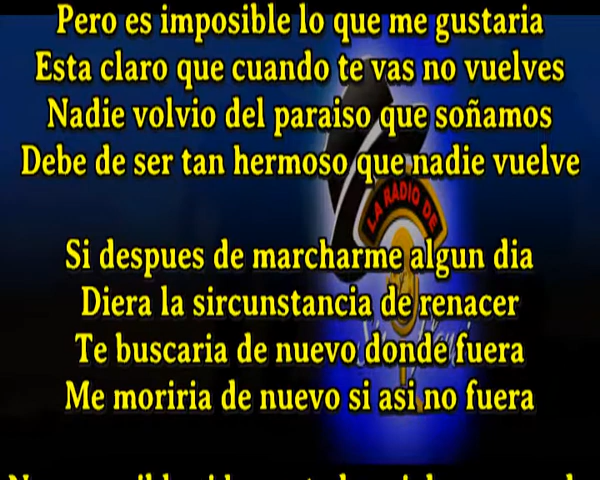 Pero es imposible lo que me gustaria
Esta claro que cuando te vas no vuelves
Nadie volvio del paraiso que soñamos
Debe de ser tan hermoso que nadie vuelve
LA RADIO DE
Si despues de marcharme algun dia
Diera la sircunstancia de renacer
Te buscaria de nuevo donde fuera
Me moriria de nuevo si asi no fuera